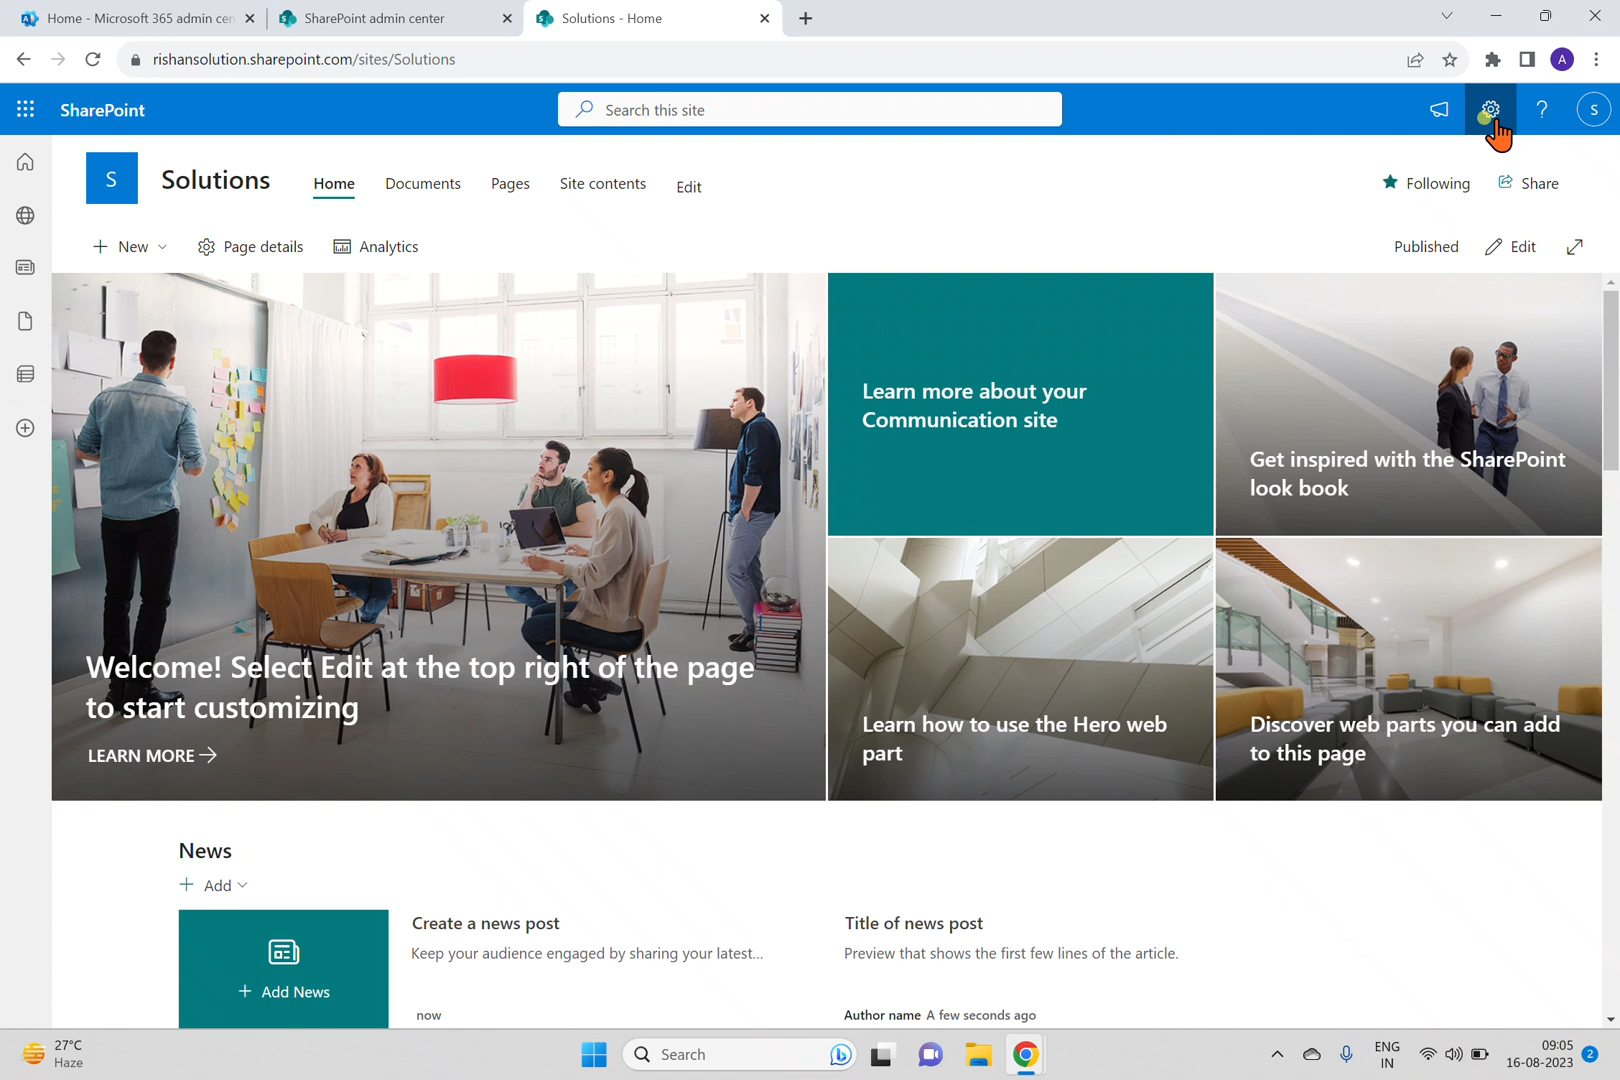 Home - Microsoft 365 admin cen
SharePoint admin center
Solutions - Home
rishansolution.sharepoint.com/sites/Solutions
A
SharePoint
Search this site
?
S
S
Solutions
Home
Documents
Pages
Site contents
Edit
Following
Share
New
Page details
Analytics
Published
Edit
Welcome! Select Edit at the top right of the page
to start customizing
LEARN MORE
Learn more about your
Communication site
Get inspired with the SharePoint
look book
Learn how to use the Hero web
part
Discover web parts you can add
to this page
News
Add
Add News
Create a news post
Keep your audience engaged by sharing your latest...
now
Title of news post
Preview that shows the first few lines of the article.
Author name A few seconds ago
27°C
Haze
Search
ENG
IN
09:05
16-08-2023
2